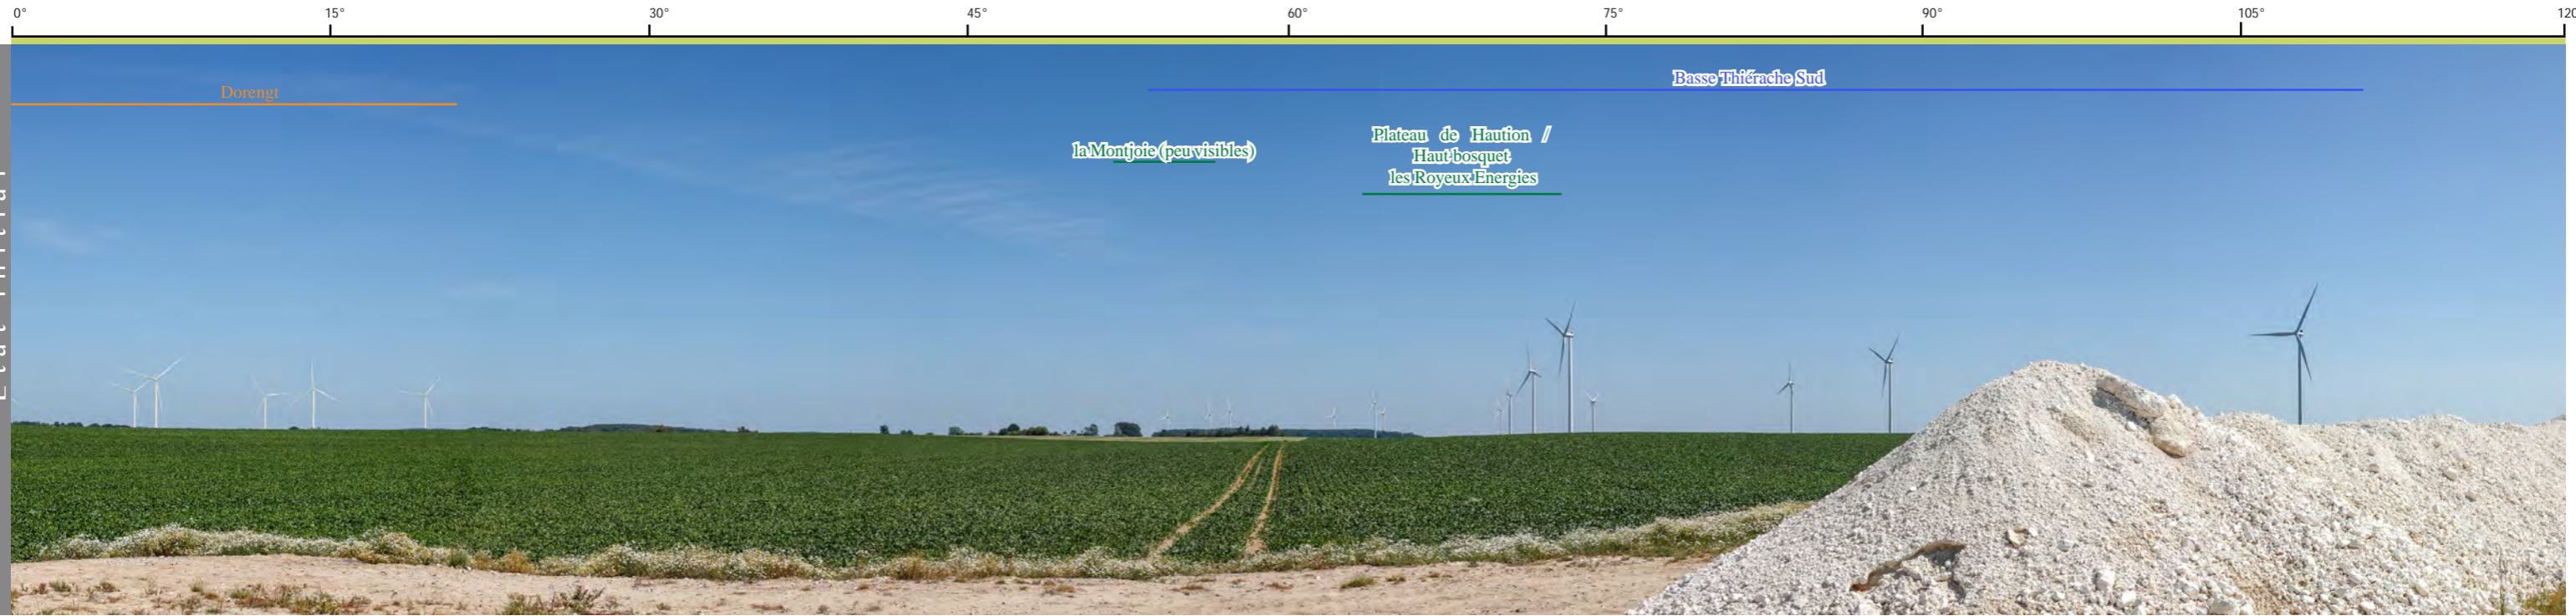 0° 15° 30° 45° 60° 75° 90° 105° 120
Basse Thiérache Sud
Dorengt
Plateau de Haution /
la Montjoie (peu visibles)
Haut bosquet
les Royeux Energies